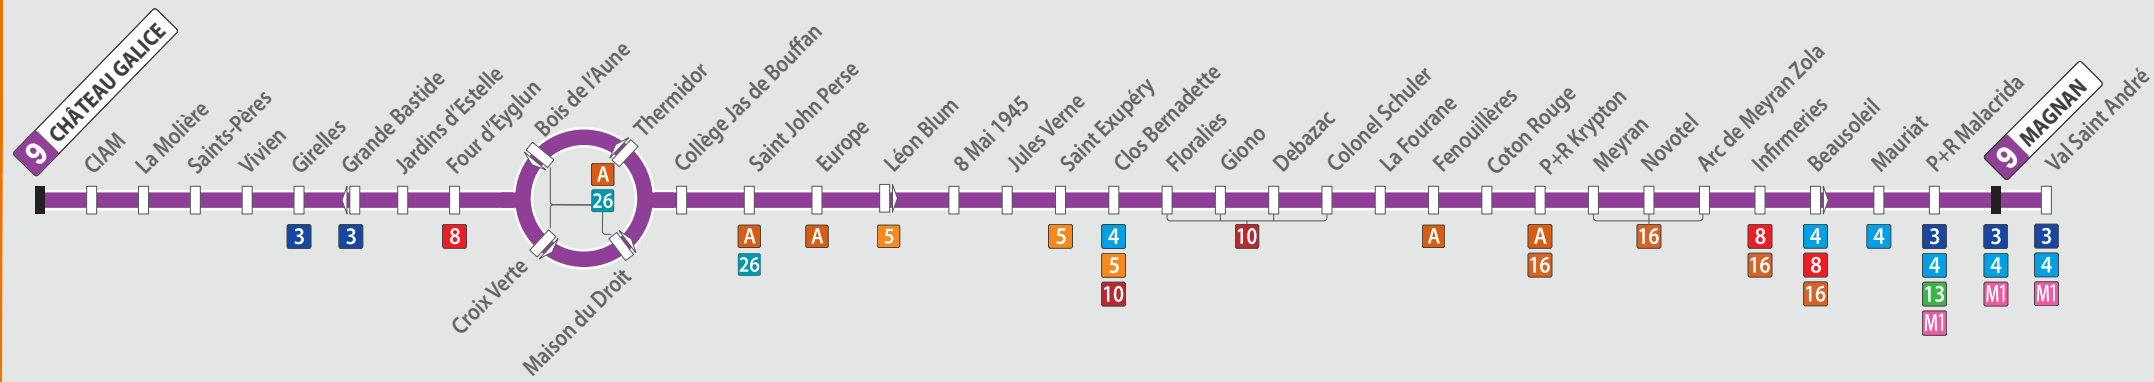 9 CHÂTEAU GALICE
CIAM
La Molière
Saints-Pères
Vivien
Girelles
3
Grande Bastide
3
Jardins d'Estelle
Four d'Eyglun
8
Bois de l'Aune
Thermidor
A
26
Croix Verte
Maison du Droit
Collège Jas de Bouffan
Saint John Perse
A
26
Europe
A
Léon Blum
5
8 Mai 1945
Jules Verne
Saint Exupéry
5
Clos Bernadette
4
5
10
Floralies
Giono
Debazac
Colonel Schuler
10
La Fourane
Fenouillères
A
Coton Rouge
P+R Krypton
A
16
Meyran
Novotel
Arc de Meyran Zola
16
Infirmeries
8
16
Beausoleil
4
8
16
Mauriat
4
P+R Malacrida
3
4
13
M1
9 MAGNAN
3
4
M1
Val Saint André
3
4
M1